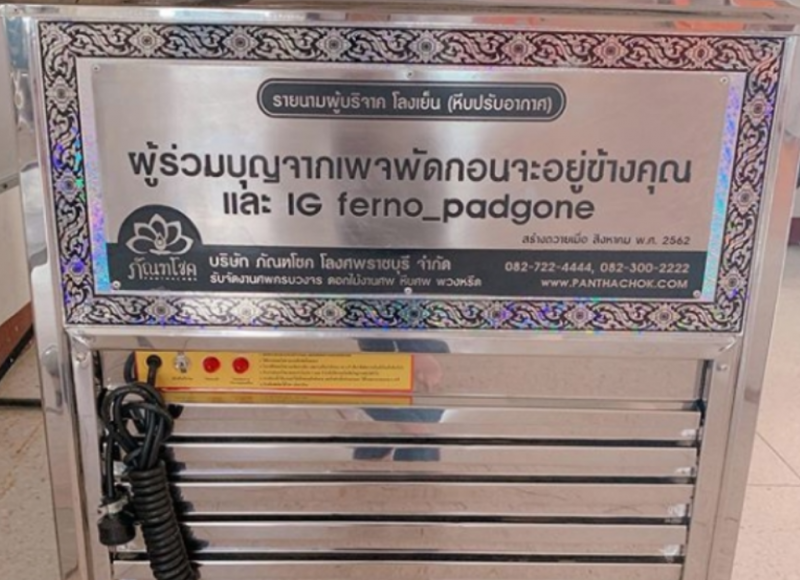 รายนามผู้บริจาค โลงเย็น (หีบปรับอากาศ)
ผู้ร่วมบุญจากเพจพัดกอนจะอยู่ข้างคุณ
และ IG ferno_padgone
สร้างถวายเมื่อ สิงหาคม พ.ศ. 2562
ภัณฑโชค
PANTHACHOK
บริษัท ภัณฑโชค โลงศพราชบุรี จำกัด
082-722-4444, 082-300-2222
รับจัดงานศพครบวงจร ดอกไม้งานศพ หีบศพ พวงหรีด
WWW.PANTHACHOK.COM